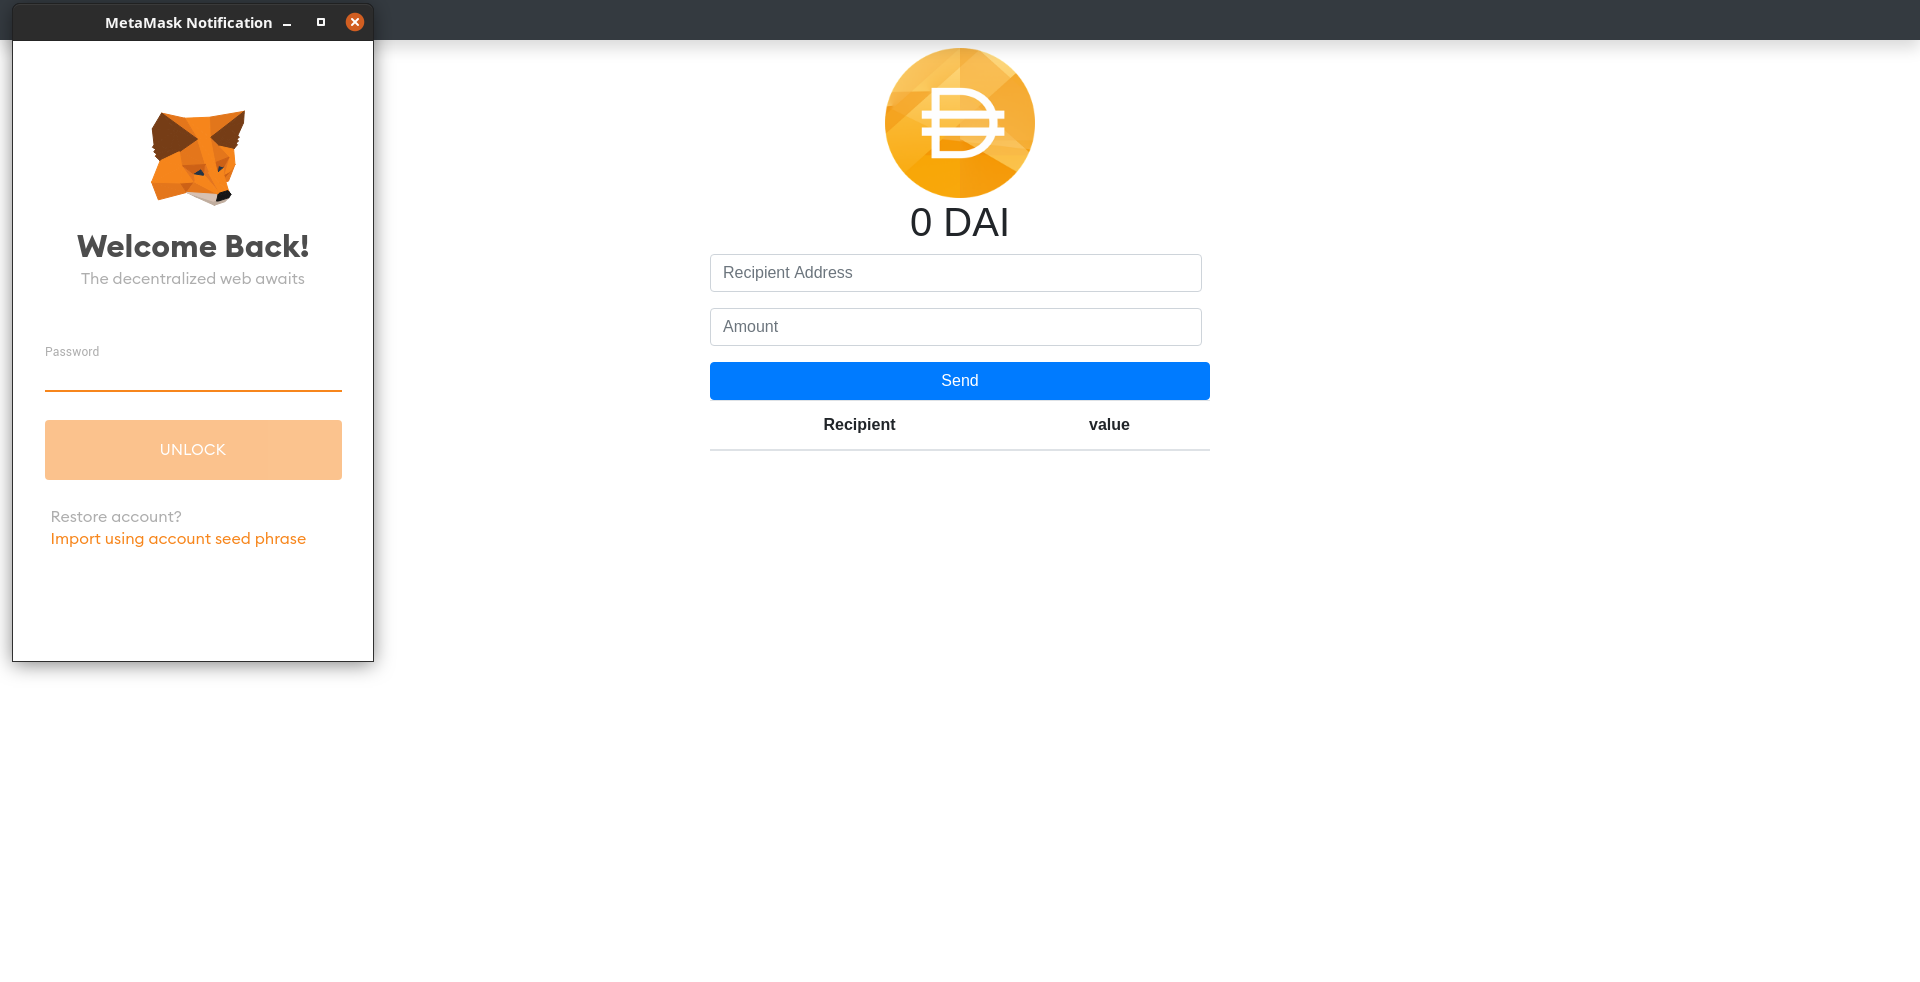 MetaMask Notification
Welcome Back!
The decentralized web awaits
Password
UNLOCK
Restore account?
Import using account seed phrase
0 DAI
Recipient Address
Amount
Send
Recipient value